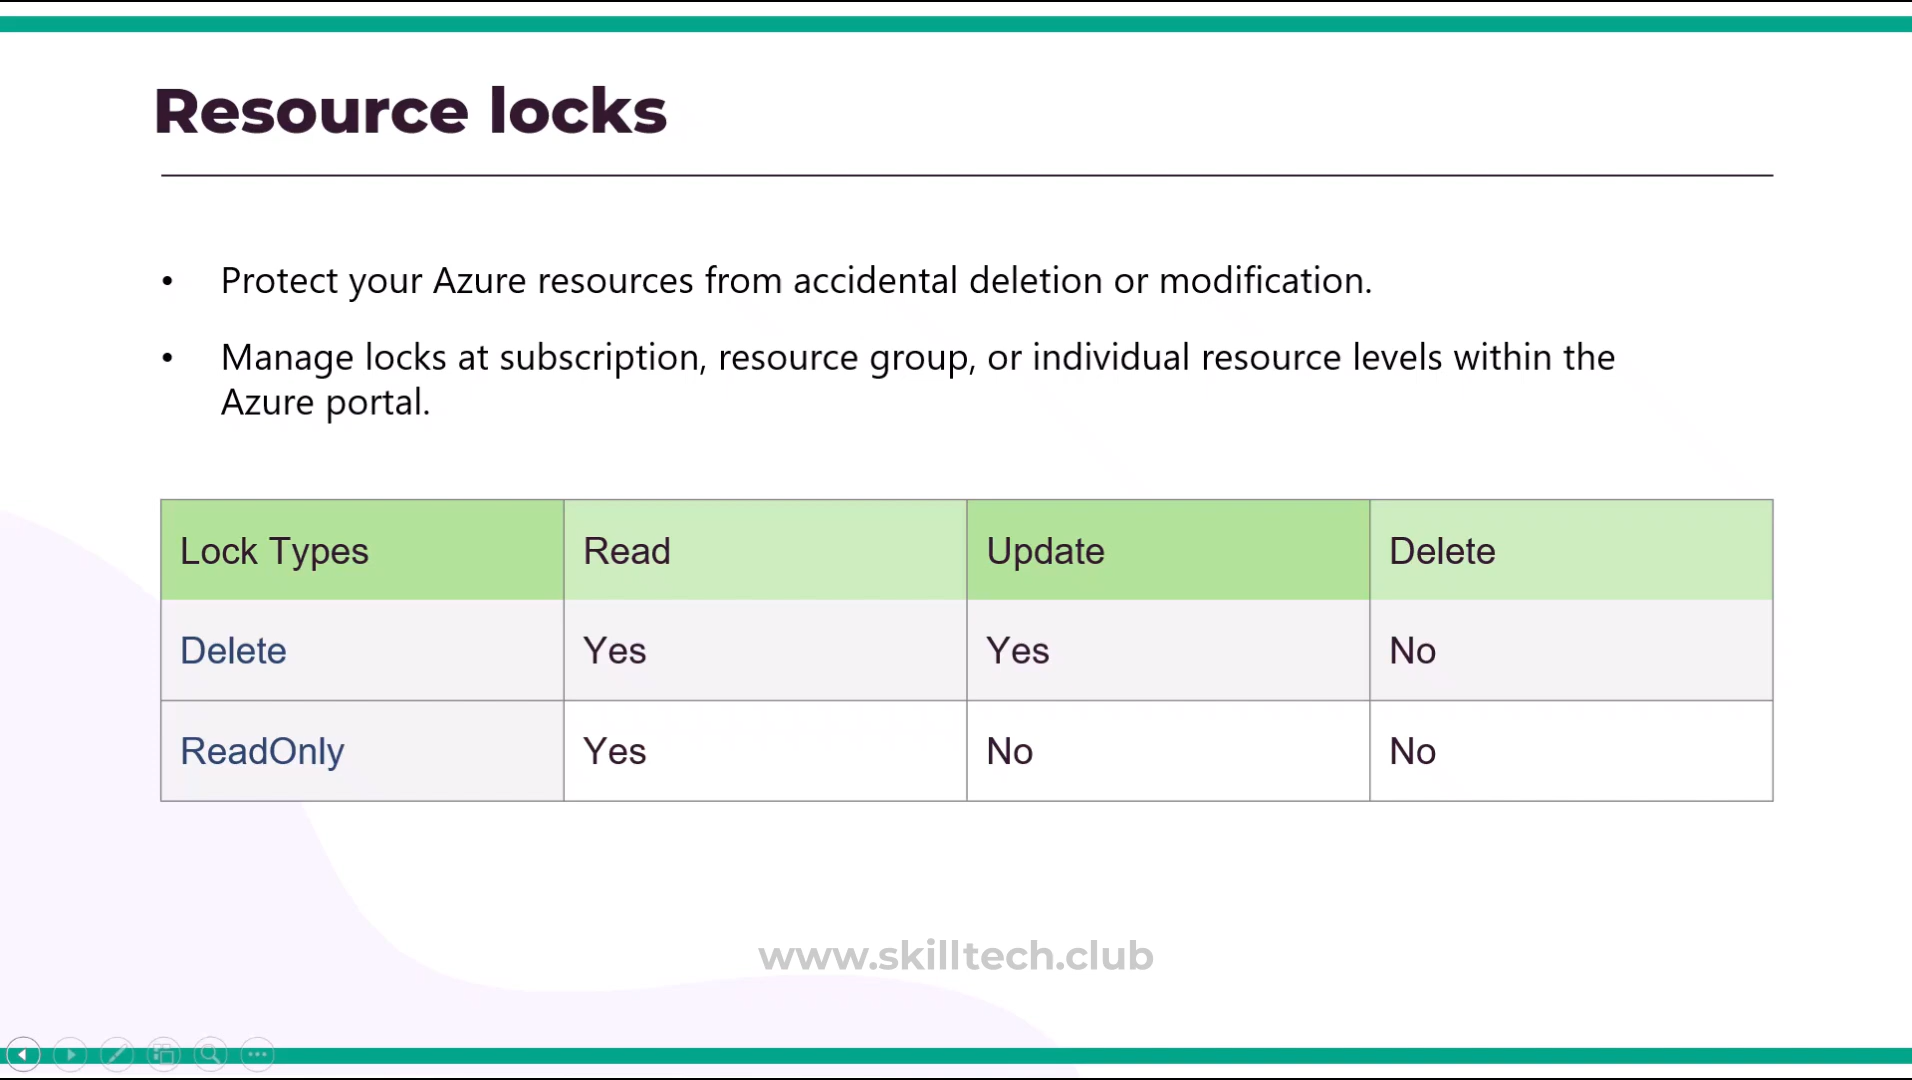 Resource locks
• Protect your Azure resources from accidental deletion or modification.
• Manage locks at subscription, resource group, or individual resource levels within the
Azure portal.
Lock Types Read Update Delete
Delete Yes Yes No
ReadOnly Yes No No
www.skilltech.club